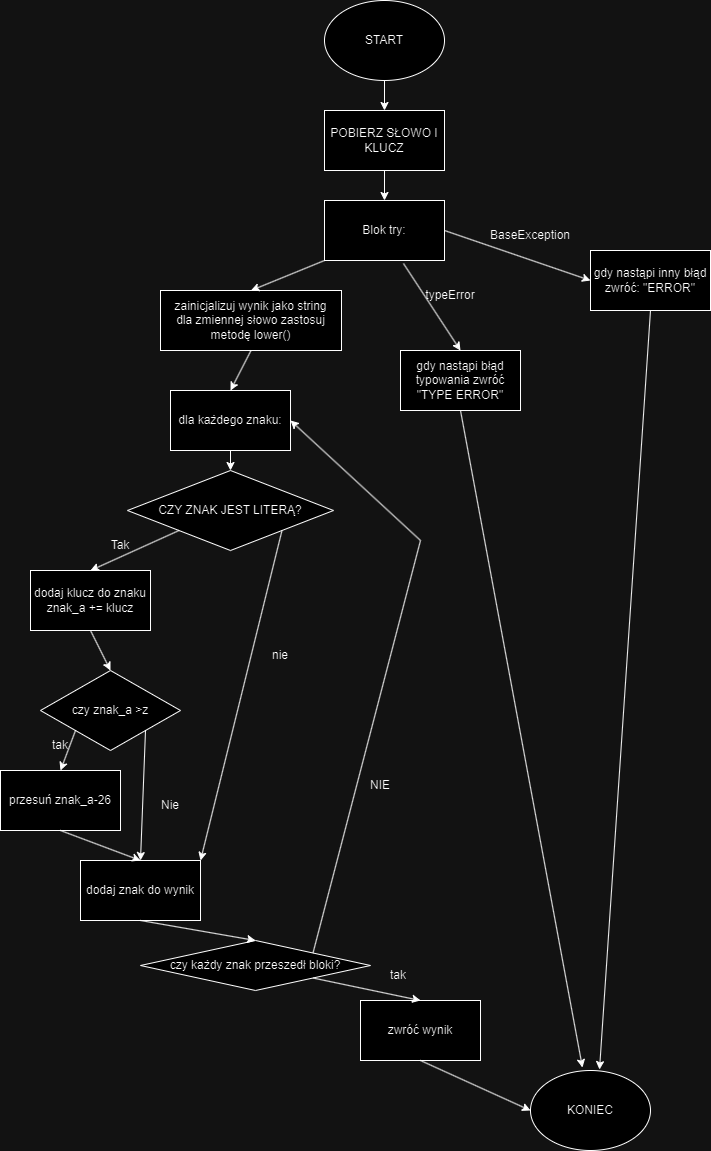 START
POBIERZ SŁOWO I
KLUCZ
Blok try:
BaseException
gdy nastąpi inny błąd
zwróć: "ERROR"
typeError
zainicjalizuj wynik jako string
dla zmiennej słowo zastosuj
metodę lower()
gdy nastąpi błąd
typowania zwróć
"TYPE ERROR"
dla każdego znaku:
CZY ZNAK JEST LITERĄ?
Tak
dodaj klucz do znaku
znak_a += klucz
nie
czy znak_a >z
tak
przesuń znak_a-26
Nie
NIE
dodaj znak do wynik
czy każdy znak przeszedł bloki?
tak
zwróć wynik
KONIEC